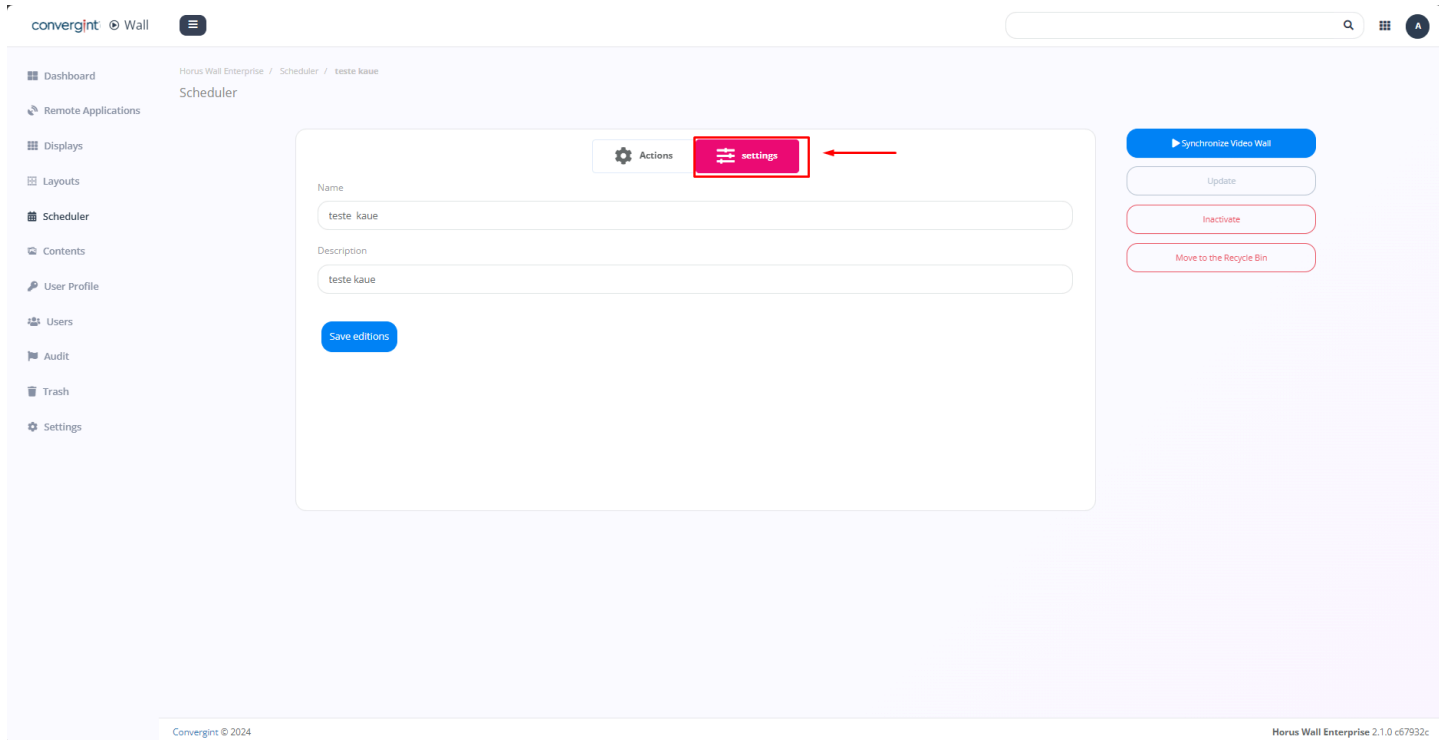 convergint Wall
A
Dashboard
Remote Applications
Displays
Layouts
Scheduler
Contents
User Profile
Users
Audit
Trash
Settings
Horus Wall Enterprise / Scheduler / teste kaue
Scheduler
Actions
settings
Name
teste kaue
Description
teste kaue
Save editions
Synchronize Video Wall
Update
Inactivate
Move to the Recycle Bin
Convergint © 2024
Horus Wall Enterprise 2.1.0 c67932c